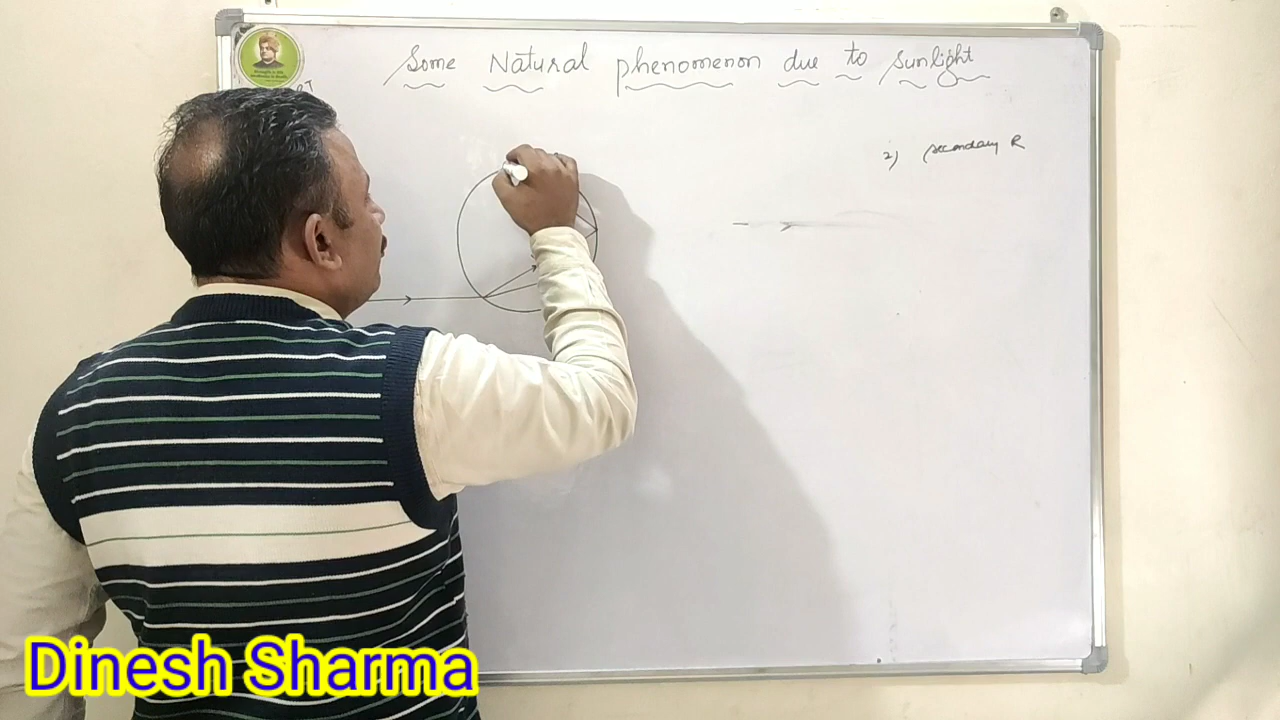 Some Natural phenomenon due to Sunlight
2) secondary R
Dinesh Sharma